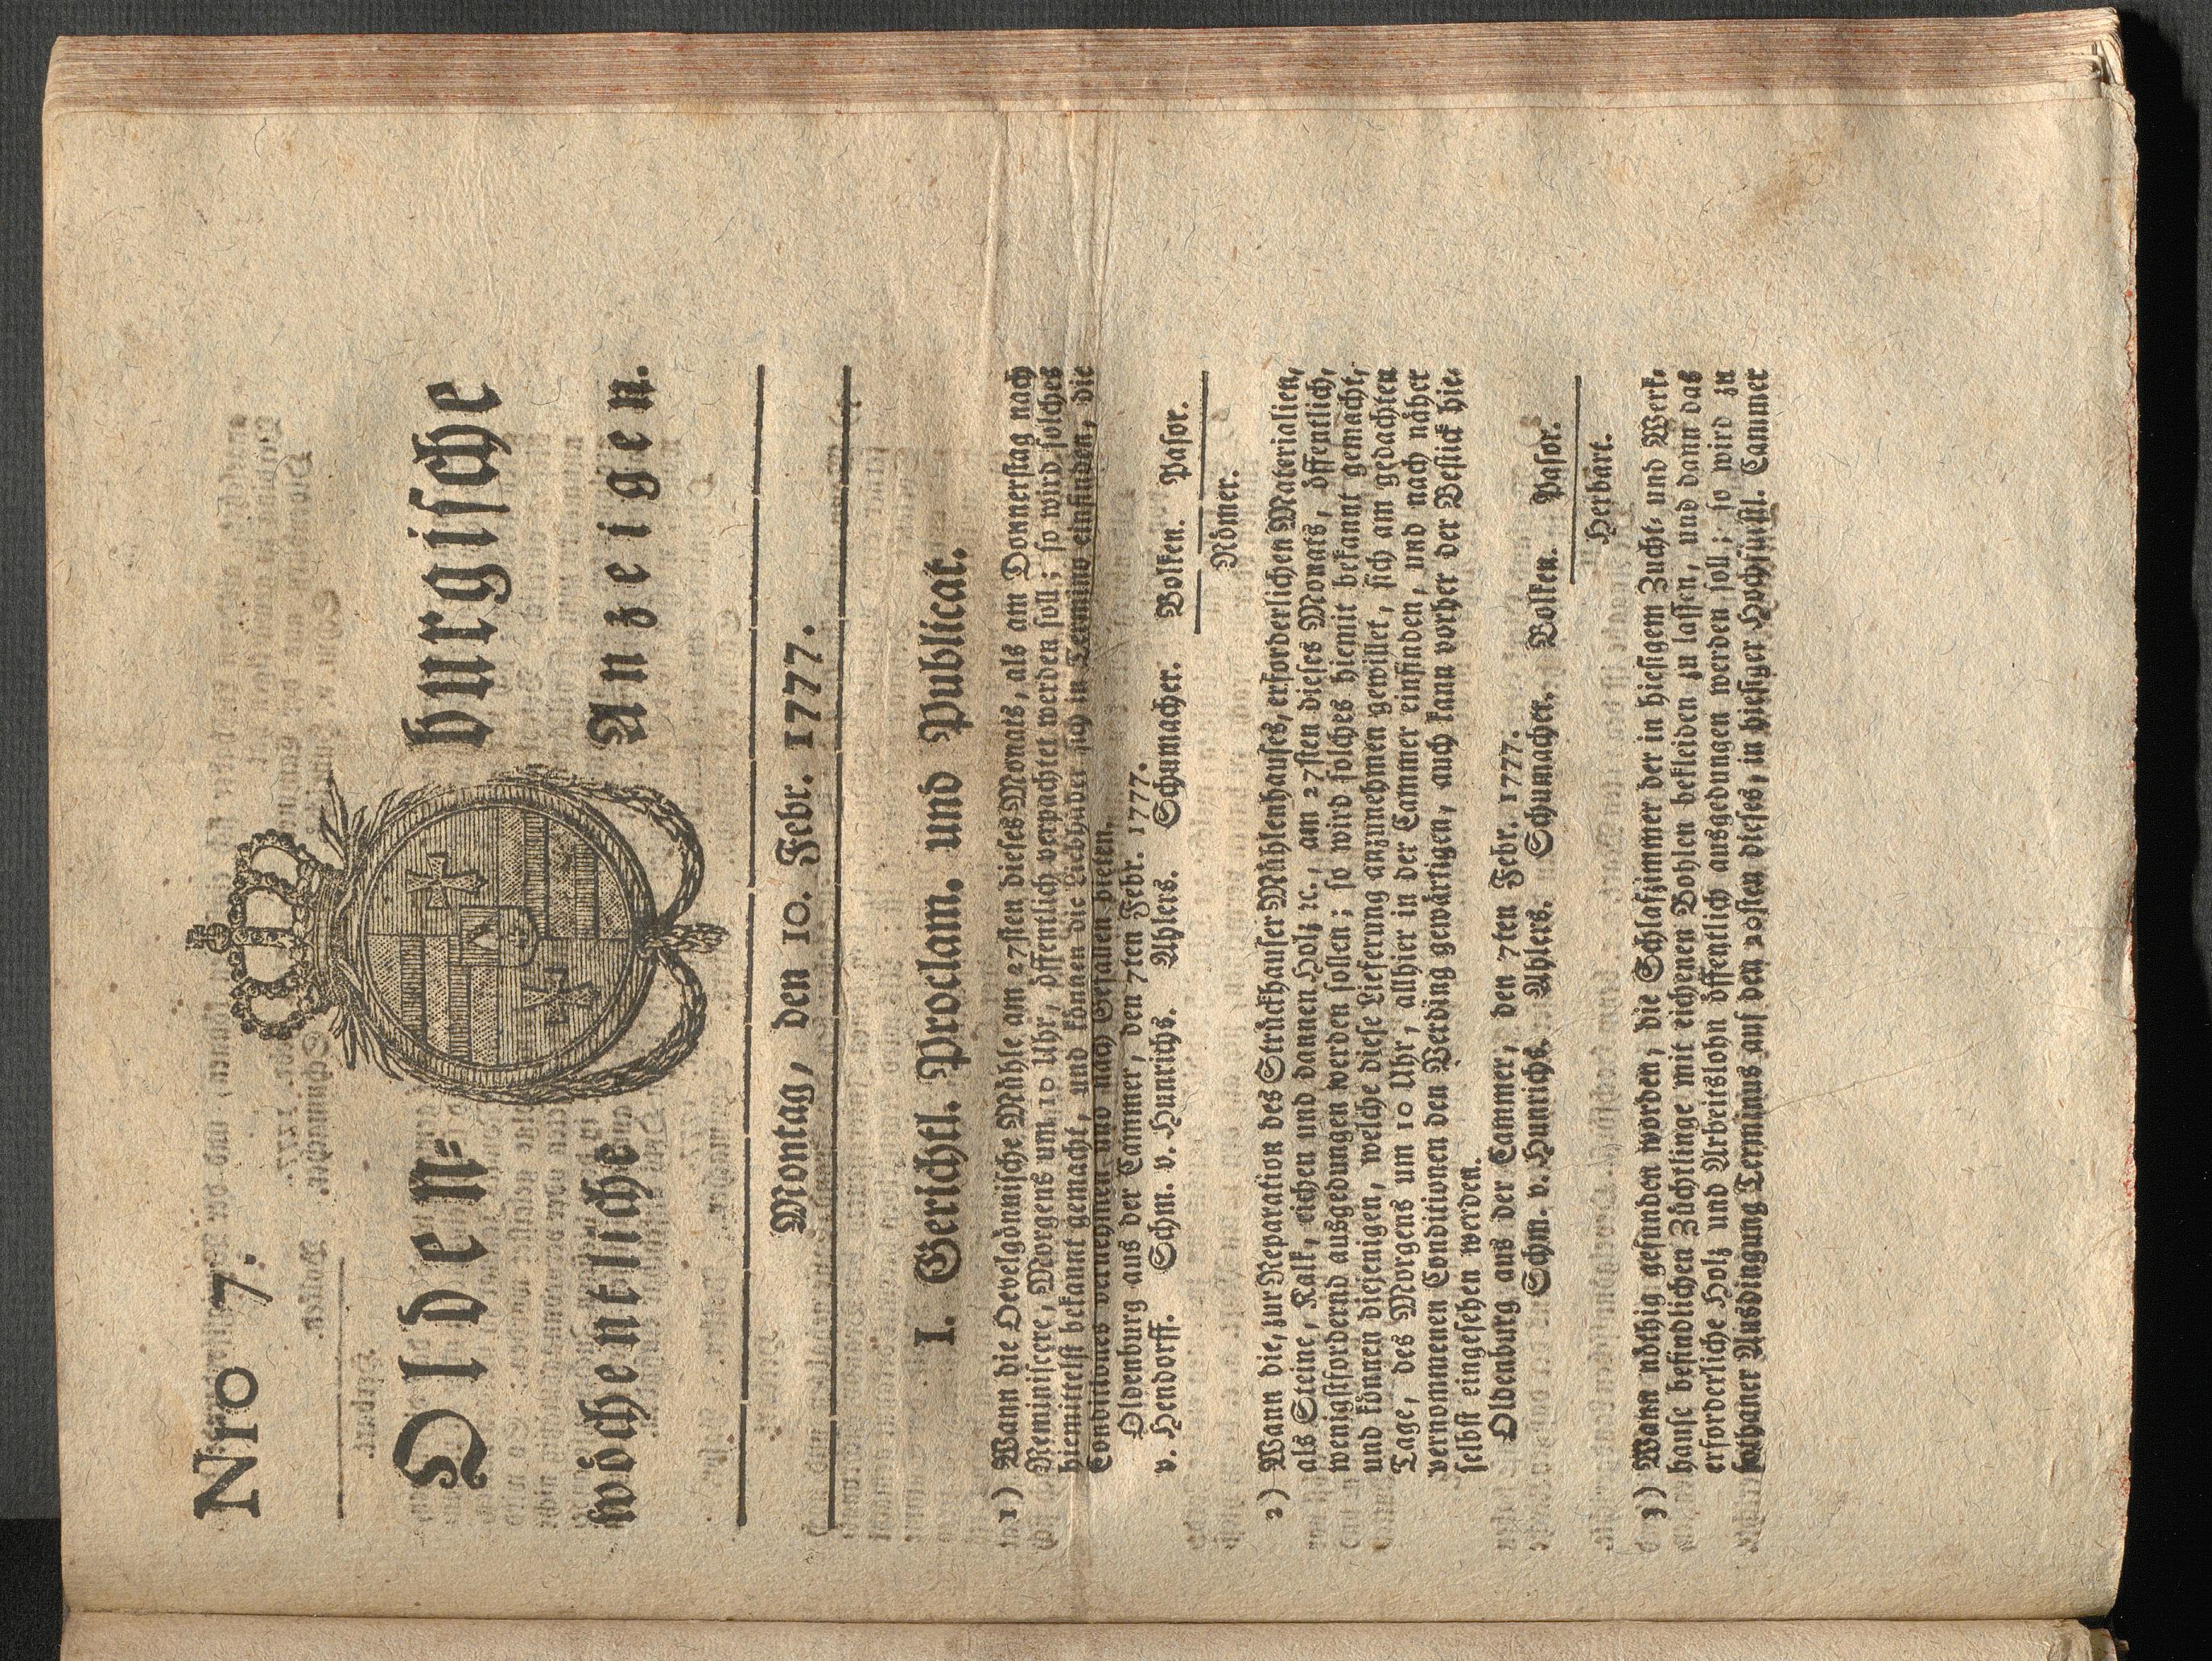 Nro 7.
Olden= burgische
wöchentliche Anzeigen.
Montag, den 10. Febr. 1777.
I. Gerichtl. Proclam. und Publicat.
1) Wann die Oevelgönnische Mühle am 27sten dieses Monats, als am Donnerstag nach
Reminiscere, Morgens um 10 Uhr, öffentlich verpachtet werden soll; so wird solches
hiemittelst bekannt gemacht, und können die Liebhaber sich in Termino einfinden, die
Conditiones vernehmen und nach Gefallen bieten.
Oldenburg aus der Cammer, den 7ten Febr. 1777.
v. Hendorff. Schm. v. Hunrichs. Ahlers. Schumacher. Volken. Pasor.
Römer.
2) Wann die, zur Reparation des Strückhauser Mühlenhauses, erforderlichen Materialien,
als Steine, Kalk, eichen und dannen Holz ꝛc., am 27sten dieses Monats, öffentlich,
wenigstfordernd ausgedungen werden sollen; so wird solches hiemit bekannt gemacht,
und können diejenigen, welche diese Lieferung anzunehmen gewillet, sich am gedachten
Tage, des Morgens um 10 Uhr, allhier in der Cammer einfinden, und nach näher
vernommenen Conditionen den Verding gewärtigen, auch kann vorher der Bestick hie=
selbst eingesehen werden.
Oldenburg aus der Cammer, den 7ten Febr. 1777.
Schm. v. Hunrichs. Ahlers. Schumacher. Volken. Pasor.
Herbart.
3) Wann nöthig gefunden worden, die Schlafzimmer der in hiesigem Zucht= und Werk=
hause befindlichen Züchtlinge mit eichenen Bohlen bekleiden zu lassen, und dann das
erforderliche Holz und Arbeitslohn öffentlich ausgedungen werden soll; so wird zu
sothaner Ausdingung Terminus auf den 20sten dieses, in hiesiger Hochfürstl. Cammer